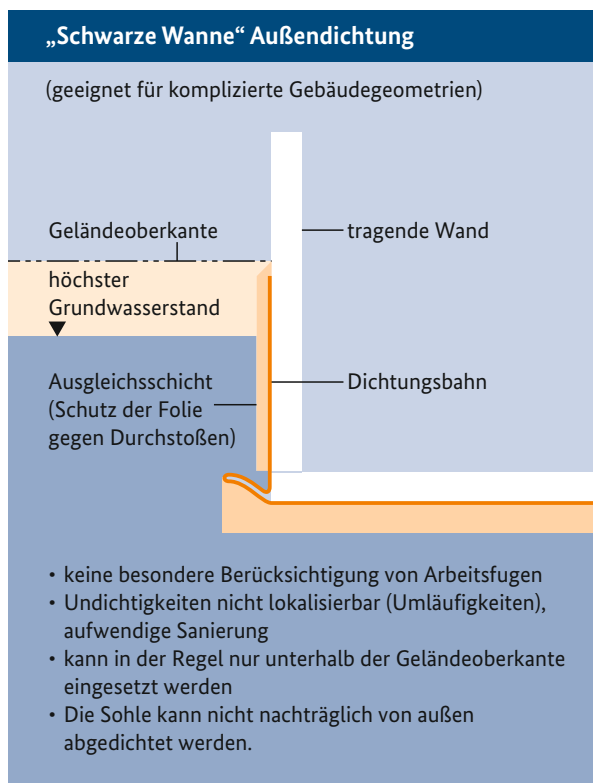 „Schwarze Wanne“ Außendichtung
(geeignet für komplizierte Gebäudegeometrien)
Geländeoberkante
tragende Wand
höchster
Grundwasserstand
Ausgleichsschicht
(Schutz der Folie
gegen Durchstoßen)
Dichtungsbahn
• keine besondere Berücksichtigung von Arbeitsfugen
• Undichtigkeiten nicht lokalisierbar (Umläufigkeiten),
aufwendige Sanierung
• kann in der Regel nur unterhalb der Geländeoberkante
eingesetzt werden
• Die Sohle kann nicht nachträglich von außen
abgedichtet werden.